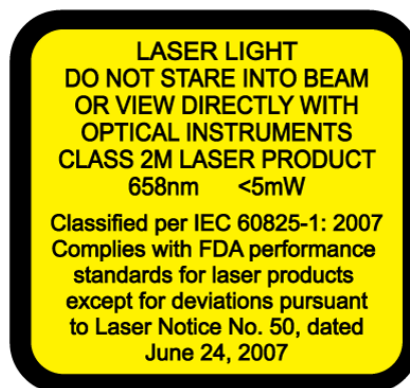 LASER LIGHT
DO NOT STARE INTO BEAM
OR VIEW DIRECTLY WITH
OPTICAL INSTRUMENTS
CLASS 2M LASER PRODUCT
658nm <5mW
Classified per IEC 60825-1: 2007
Complies with FDA performance
standards for laser products
except for deviations pursuant
to Laser Notice No. 50, dated
June 24, 2007